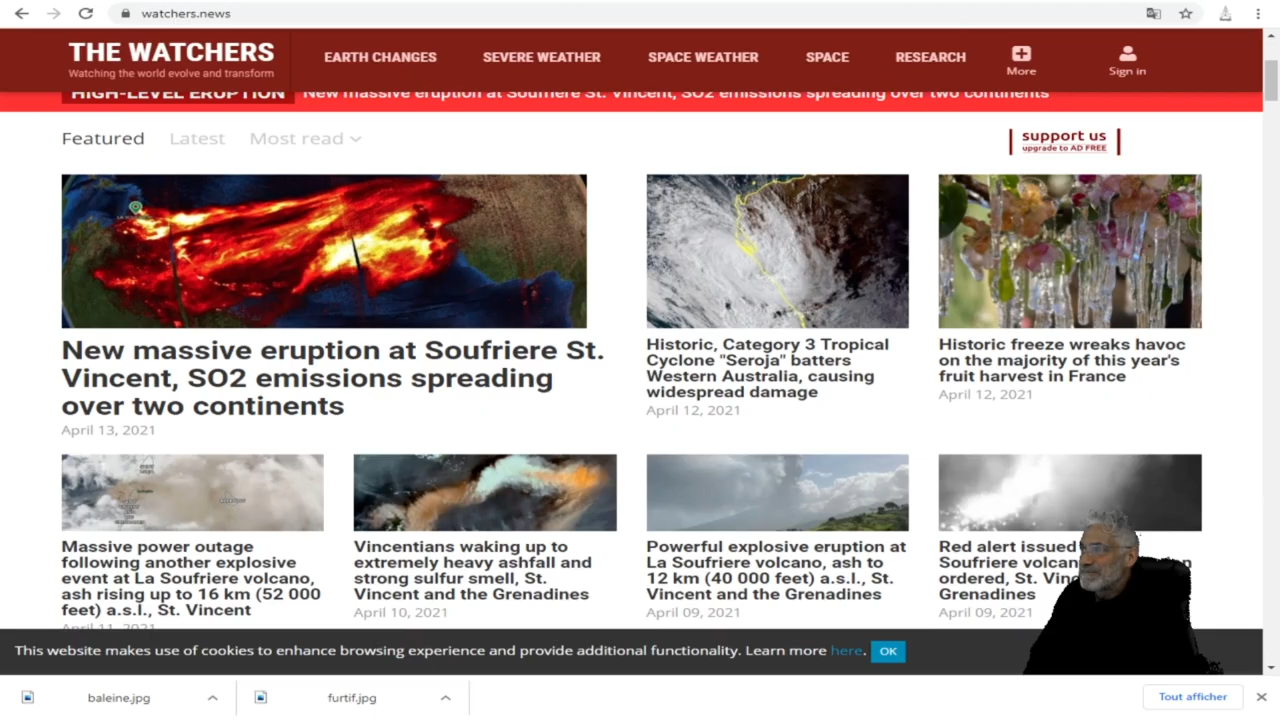 watchers.news
THE WATCHERS
Watching the world evolve and transform
EARTH CHANGES
SEVERE WEATHER
SPACE WEATHER
SPACE
RESEARCH
More
Sign in
HIGH-LEVEL ERUPTION
New massive eruption at Soufriere St. Vincent, SO2 emissions spreading over two continents
Featured
Latest
Most read
support us
upgrade to AD FREE
New massive eruption at Soufriere St.
Vincent, SO2 emissions spreading
over two continents
April 13, 2021
Historic, Category 3 Tropical
Cyclone "Seroja" batters
Western Australia, causing
widespread damage
April 12, 2021
Historic freeze wreaks havoc
on the majority of this year's
fruit harvest in France
April 12, 2021
Massive power outage
following another explosive
event at La Soufriere volcano,
ash rising up to 16 km (52 000
feet) a.s.l., St. Vincent
April 11, 2021
Vincentians waking up to
extremely heavy ashfall and
strong sulfur smell, St.
Vincent and the Grenadines
April 10, 2021
Powerful explosive eruption at
La Soufriere volcano, ash to
12 km (40 000 feet) a.s.l., St.
Vincent and the Grenadines
April 09, 2021
Red alert issued
Soufriere volcan
ordered, St. Vinc
Grenadines
April 09, 2021
This website makes use of cookies to enhance browsing experience and provide additional functionality. Learn more here.
OK
baleine.jpg
furtif.jpg
Tout afficher